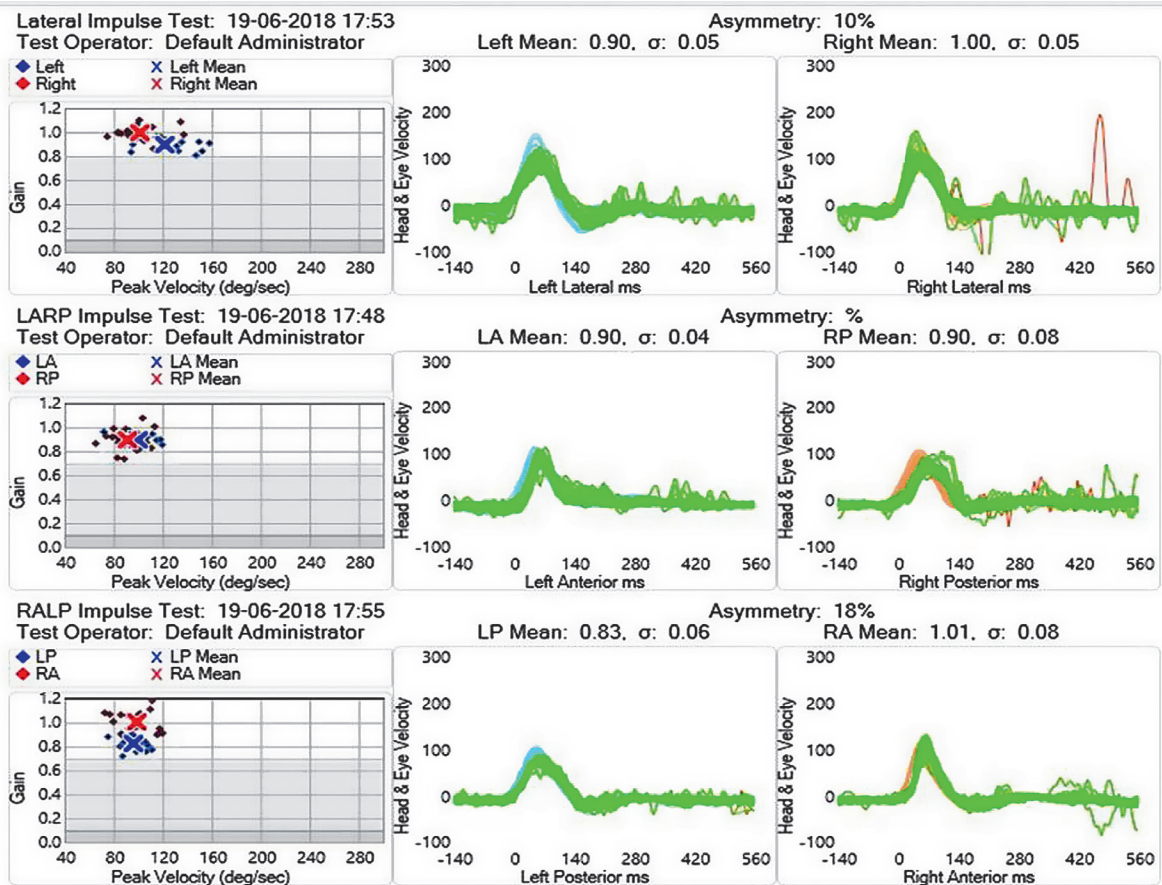 Lateral Impulse Test: 19-06-2018 17:53
Test Operator: Default Administrator
Left
Left Mean
Right
Right Mean
Asymmetry: 10%
Left Mean: 0.90, σ: 0.05
Right Mean: 1.00, σ: 0.05
Gain
1.2
1.0
0.8
0.6
0.4
0.2
0.0
40 80 120 160 200 240 280
Peak Velocity (deg/sec)
Head & Eye Velocity
300
200
100
0
-100
-140 0 140 280 420 560
Left Lateral ms
Head & Eye Velocity
300
200
100
0
-100
-140 0 140 280 420 560
Right Lateral ms
LARP Impulse Test: 19-06-2018 17:48
Test Operator: Default Administrator
LA
LA Mean
RP
RP Mean
Asymmetry: %
LA Mean: 0.90, σ: 0.04
RP Mean: 0.90, σ: 0.08
Gain
1.2
1.0
0.8
0.6
0.4
0.2
0.0
40 80 120 160 200 240 280
Peak Velocity (deg/sec)
Head & Eye Velocity
300
200
100
0
-100
-140 0 140 280 420 560
Left Anterior ms
Head & Eye Velocity
300
200
100
0
-100
-140 0 140 280 420 560
Right Posterior ms
RALP Impulse Test: 19-06-2018 17:55
Test Operator: Default Administrator
LP
LP Mean
RA
RA Mean
Asymmetry: 18%
LP Mean: 0.83, σ: 0.06
RA Mean: 1.01, σ: 0.08
Gain
1.2
1.0
0.8
0.6
0.4
0.2
0.0
40 80 120 160 200 240 280
Peak Velocity (deg/sec)
Head & Eye Velocity
300
200
100
0
-100
-140 0 140 280 420 560
Left Posterior ms
Head & Eye Velocity
300
200
100
0
-100
-140 0 140 280 420 560
Right Anterior ms